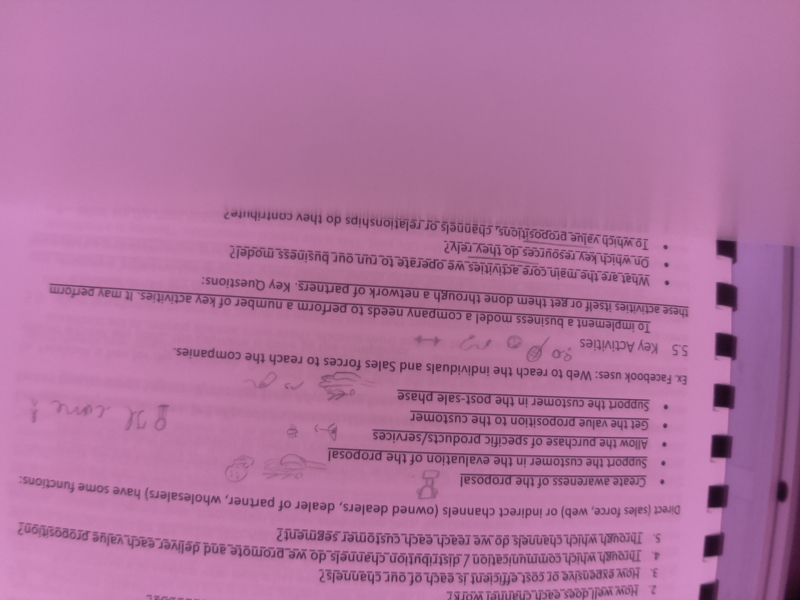 2. How well does each channel work?
3. How expensive or cost efficient is each of our channels?
4. Through which communication / distribution channels do we promote and deliver each value proposition?
5. Through which channels do we reach each customer segment?
Direct (sales force, web) or indirect channels (owned dealers, dealer of partner, wholesalers) have some functions:
• Create awareness of the proposal
• Support the customer in the evaluation of the proposal
• Allow the purchase of specific products/services
• Get the value proposition to the customer
• Support the customer in the post-sale phase
Ex. Facebook uses: Web to reach the individuals and Sales forces to reach the companies.
5.5 Key Activities
To implement a business model a company needs to perform a number of key activities. It may perform
these activities itself or get them done through a network of partners. Key Questions:
• What are the main core activities we operate to run our business model?
• On which key resources do they rely?
• To which value propositions, channels or relationships do they contribute?